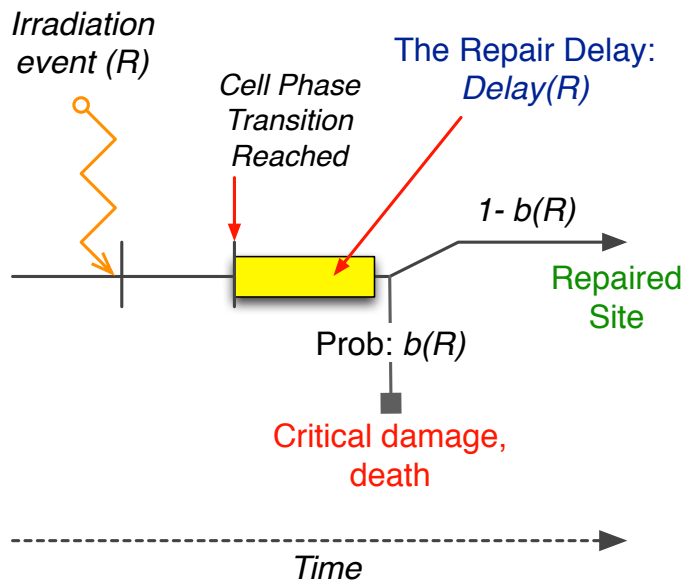 Irradiation
event (R)
Cell Phase
Transition
Reached
The Repair Delay:
Delay(R)
1- b(R)
Repaired
Site
Prob: b(R)
Critical damage,
death
Time